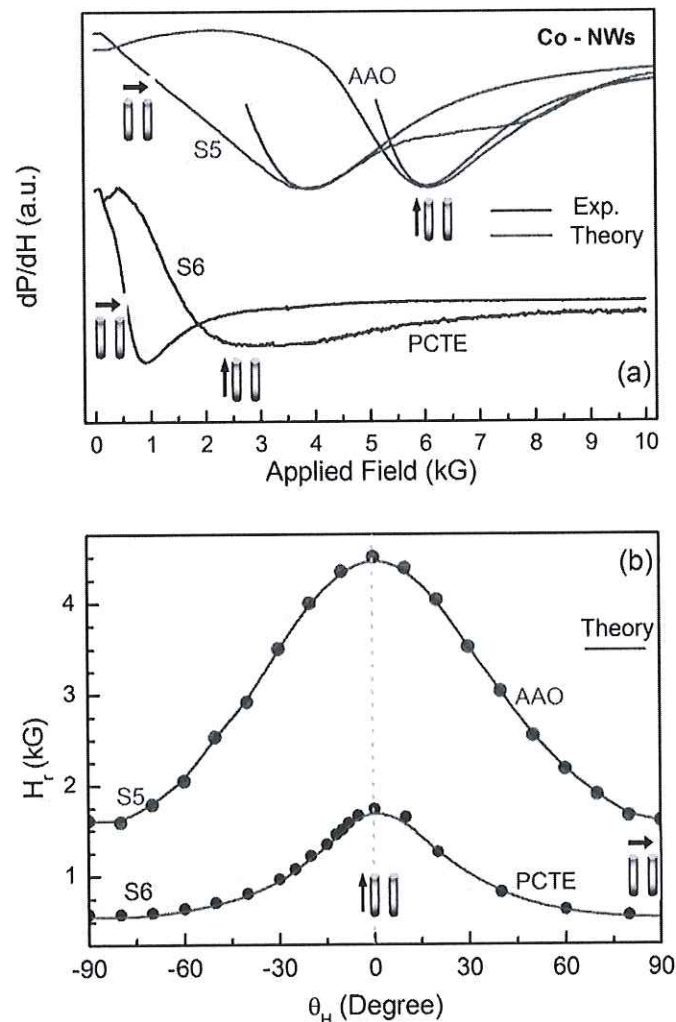 Co - NWs
AAO
S5
Exp.
Theory
S6
PCTE
(a)
dP/dH (a.u.)
0 1 2 3 4 5 6 7 8 9 10
Applied Field (kG)
(b)
Theory
AAO
S5
S6
PCTE
4
3
2
1
H_r (kG)
-90 -60 -30 0 30 60 90
θ_H (Degree)